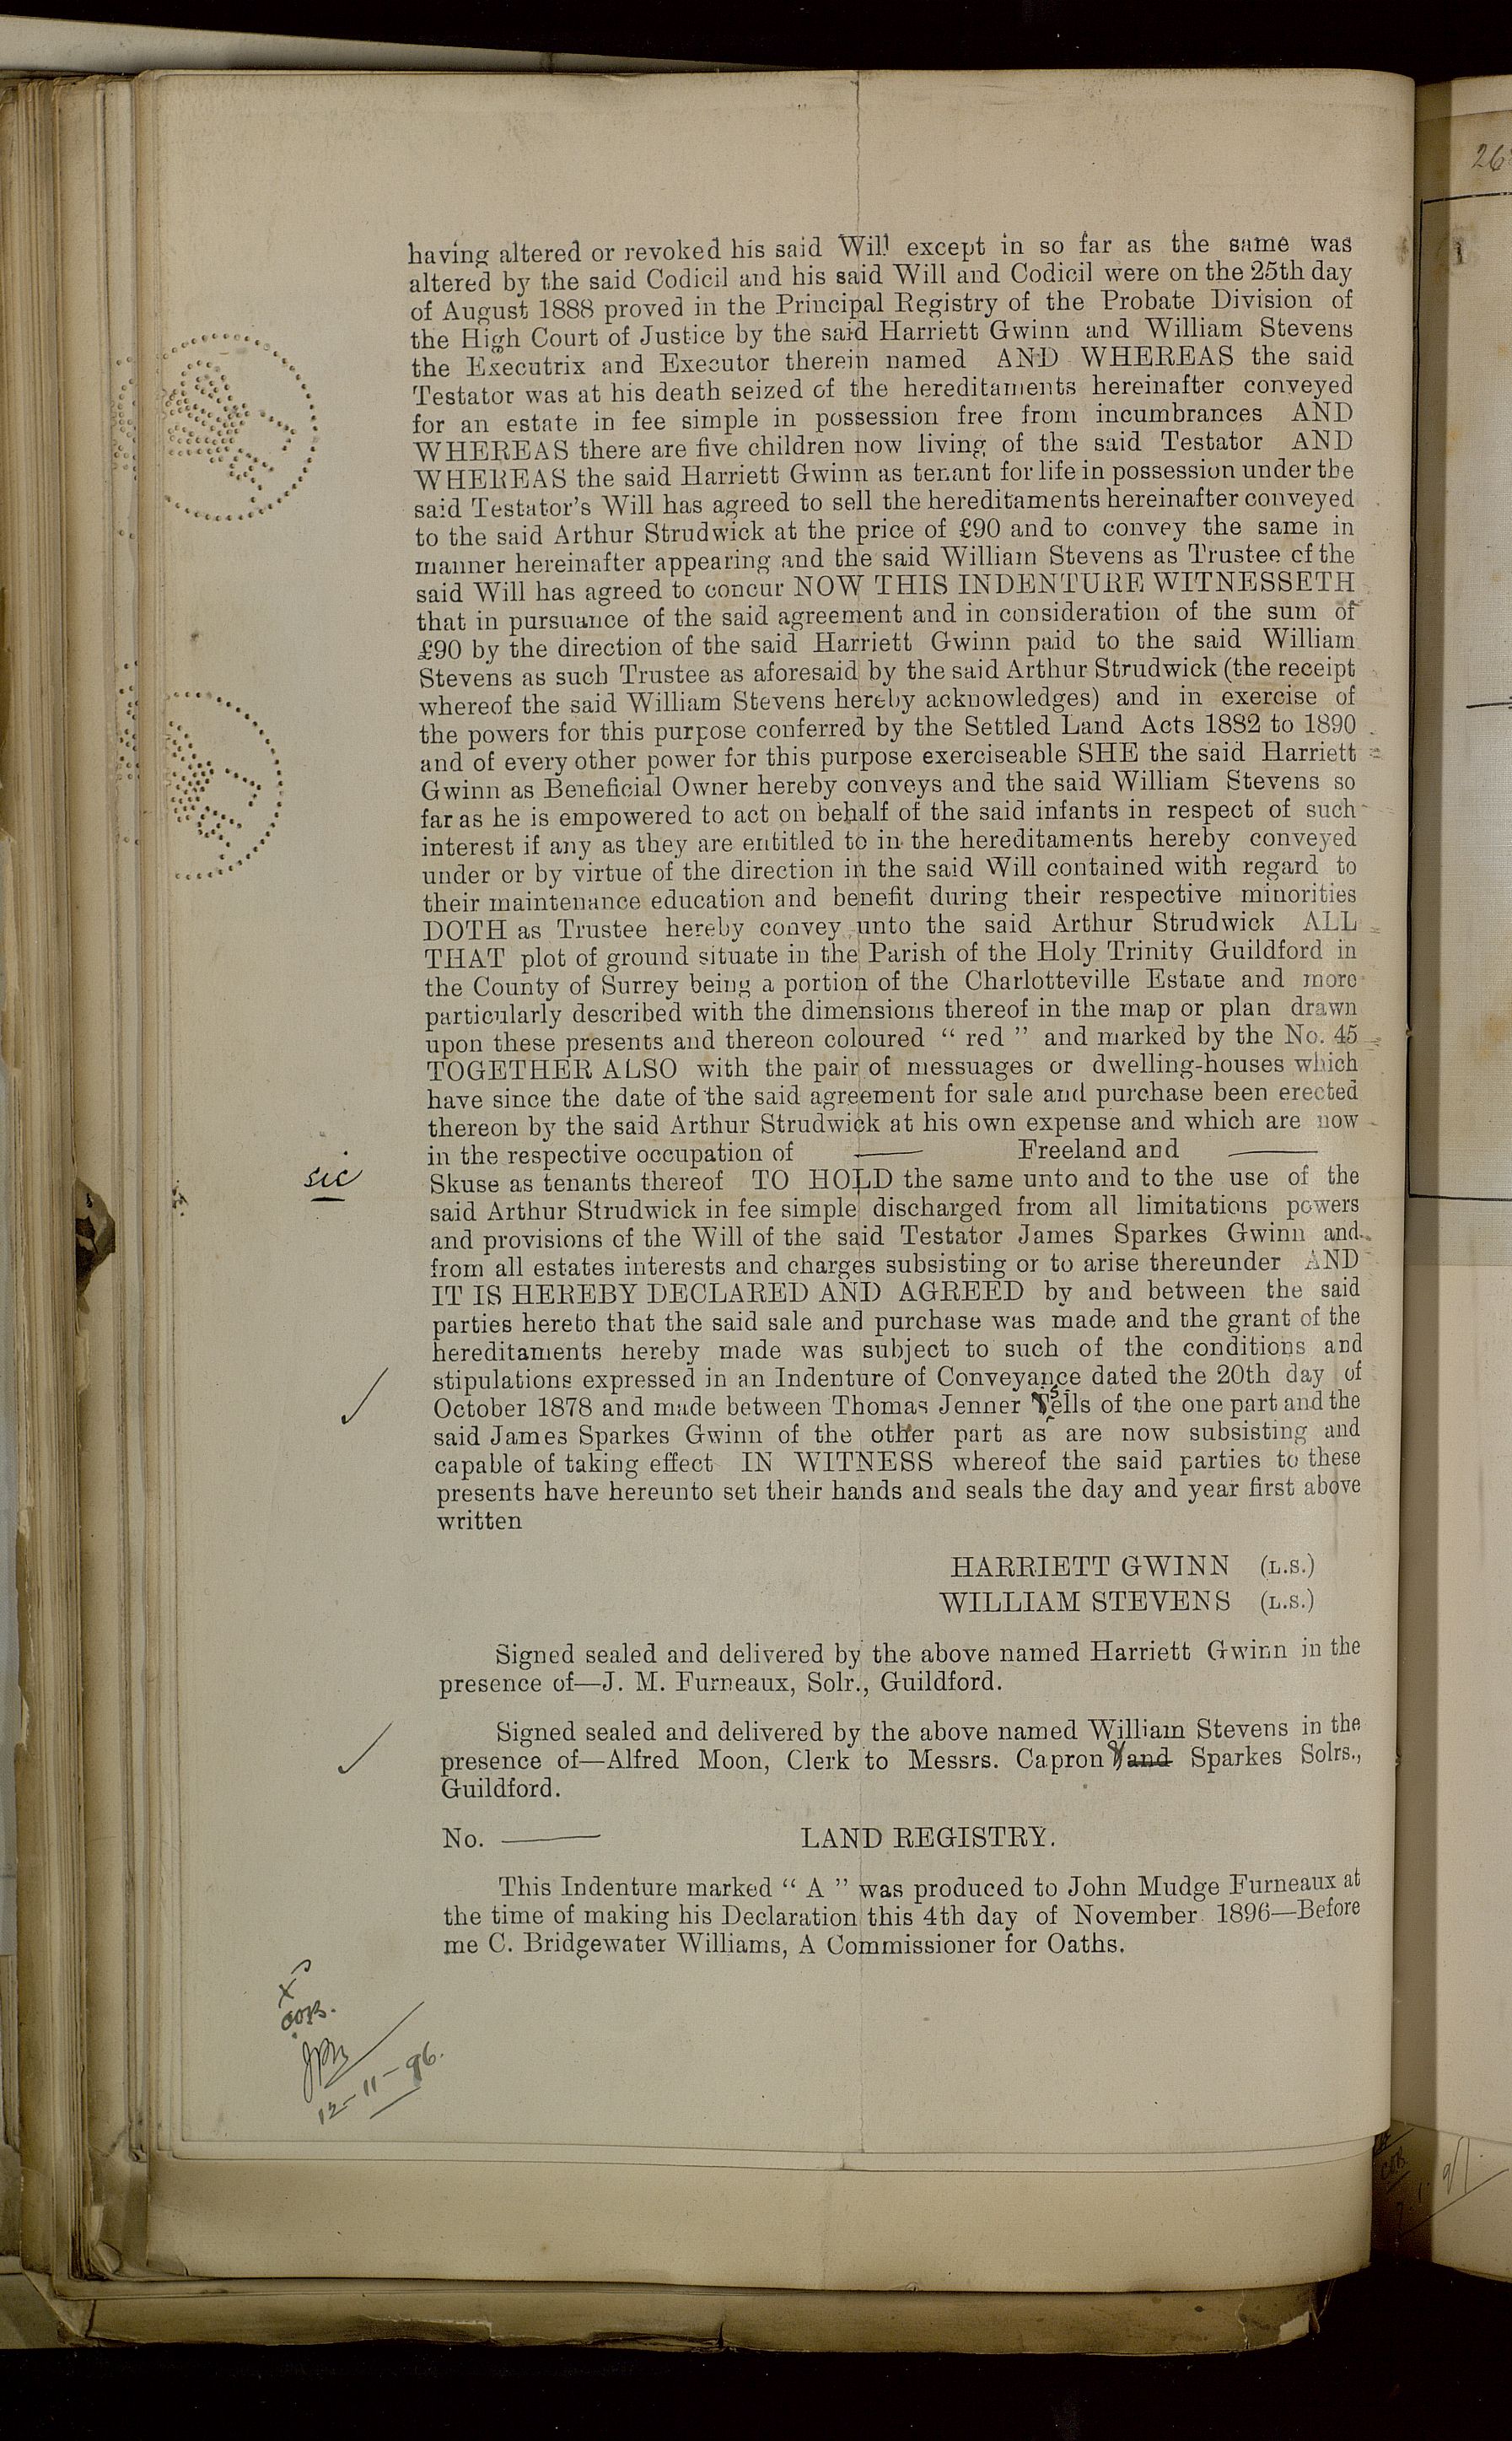 26
having altered or revoked his said Will except in so far as the same was
altered by the said Codicil and his said Will and Codicil were on the 25th day
of August 1888 proved in the Principal Registry of the Probate Division of
the High Court of Justice by the said Harriett Gwinn and William Stevens
the Executrix and Executor therein named AND WHEREAS the said
Testator was at his death seized of the hereditaments hereinafter conveyed
for an estate in fee simple in possession free from incumbrances AND
WHEREAS there are five children now living of the said Testator AND
WHEREAS the said Harriett Gwinn as tenant for life in possession under the
said Testator's Will has agreed to sell the hereditaments hereinafter conveyed
to the said Arthur Strudwick at the price of £90 and to convey the same in
manner hereinafter appearing and the said William Stevens as Trustee of the
said Will has agreed to concur NOW THIS INDENTURE WITNESSETH
that in pursuance of the said agreement and in consideration of the sum of
£90 by the direction of the said Harriett Gwinn paid to the said William
Stevens as such Trustee as aforesaid by the said Arthur Strudwick (the receipt
whereof the said William Stevens hereby acknowledges) and in exercise of
the powers for this purpose conferred by the Settled Land Acts 1882 to 1890
and of every other power for this purpose exerciseable SHE the said Harriett
Gwinn as Beneficial Owner hereby conveys and the said William Stevens so
far as he is empowered to act on behalf of the said infants in respect of such
interest if any as they are entitled to in the hereditaments hereby conveyed
under or by virtue of the direction in the said Will contained with regard to
their maintenance education and benefit during their respective minorities
DOTH as Trustee hereby convey unto the said Arthur Strudwick ALL
THAT plot of ground situate in the Parish of the Holy Trinity Guildford in
the County of Surrey being a portion of the Charlotteville Estate and more
particularly described with the dimensions thereof in the map or plan drawn
upon these presents and thereon coloured “ red ” and marked by the No. 45
TOGETHER ALSO with the pair of messuages or dwelling-houses which
have since the date of the said agreement for sale and purchase been erected
thereon by the said Arthur Strudwick at his own expense and which are now
in the respective occupation of —— Freeland and ——
sic
Skuse as tenants thereof TO HOLD the same unto and to the use of the
said Arthur Strudwick in fee simple discharged from all limitations powers
and provisions of the Will of the said Testator James Sparkes Gwinn and
from all estates interests and charges subsisting or to arise thereunder AND
IT IS HEREBY DECLARED AND AGREED by and between the said
parties hereto that the said sale and purchase was made and the grant of the
hereditaments hereby made was subject to such of the conditions and
stipulations expressed in an Indenture of Conveyance dated the 20th day of
October 1878 and made between Thomas Jenner Sells of the one part and the
said James Sparkes Gwinn of the other part as are now subsisting and
capable of taking effect IN WITNESS whereof the said parties to these
presents have hereunto set their hands and seals the day and year first above
written
HARRIETT GWINN (L.S.)
WILLIAM STEVENS (L.S.)
Signed sealed and delivered by the above named Harriett Gwinn in the
presence of—J. M. Furneaux, Solr., Guildford.
Signed sealed and delivered by the above named William Stevens in the
presence of—Alfred Moon, Clerk to Messrs. Capron & and Sparkes Solrs.,
Guildford.
No. —— LAND REGISTRY.
This Indenture marked “ A ” was produced to John Mudge Furneaux at
the time of making his Declaration this 4th day of November 1896—Before
me C. Bridgewater Williams, A Commissioner for Oaths.
12-11-96.